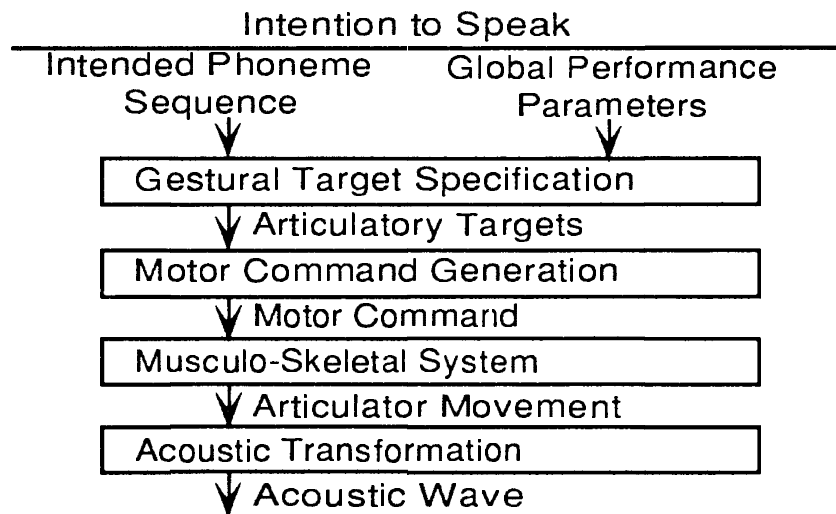 Intention to Speak
Intended Phoneme Sequence
Global Performance Parameters
Gestural Target Specification
Articulatory Targets
Motor Command Generation
Motor Command
Musculo-Skeletal System
Articulator Movement
Acoustic Transformation
Acoustic Wave